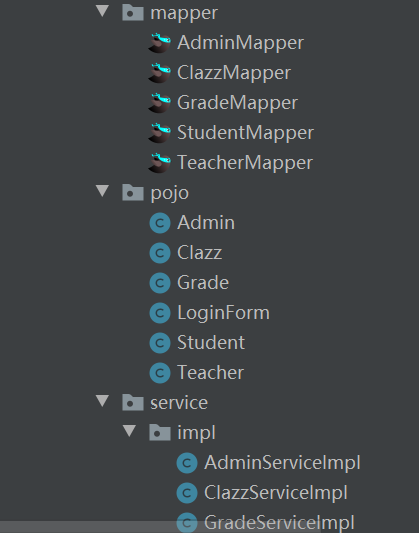 mapper
AdminMapper
ClazzMapper
GradeMapper
StudentMapper
TeacherMapper
pojo
Admin
Clazz
Grade
LoginForm
Student
Teacher
service
impl
AdminServiceImpl
ClazzServiceImpl
GradeServiceImpl